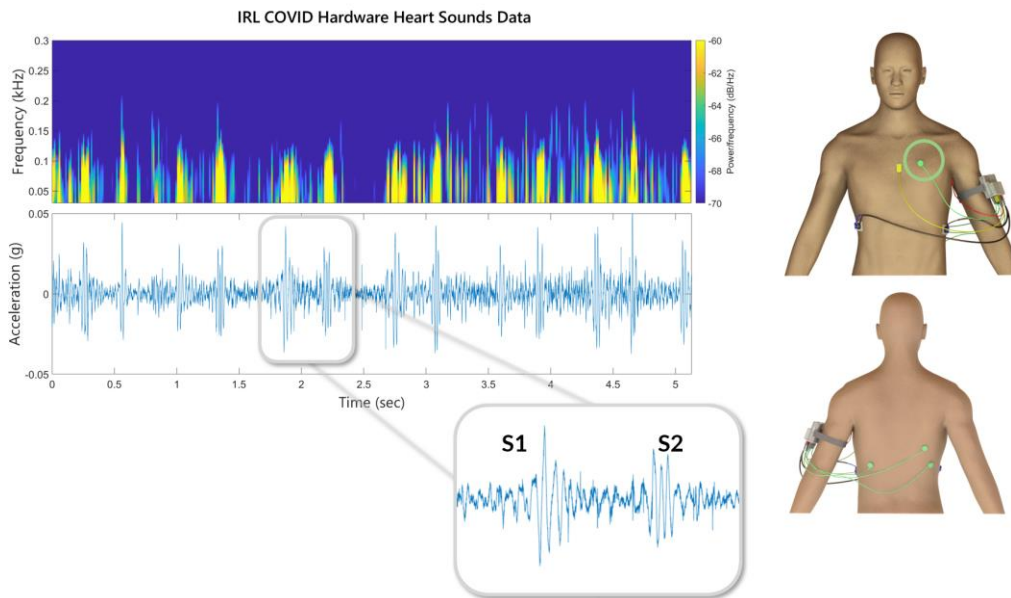 IRL COVID Hardware Heart Sounds Data
0.3
0.25
0.2
0.15
0.1
0.05
Frequency (kHz)
-60
-62
-64
-66
-68
-70
Power/frequency (dB/Hz)
0.05
0
-0.05
Acceleration (g)
0 0.5 1 1.5 2 2.5 3 3.5 4 4.5 5
Time (sec)
S1 S2